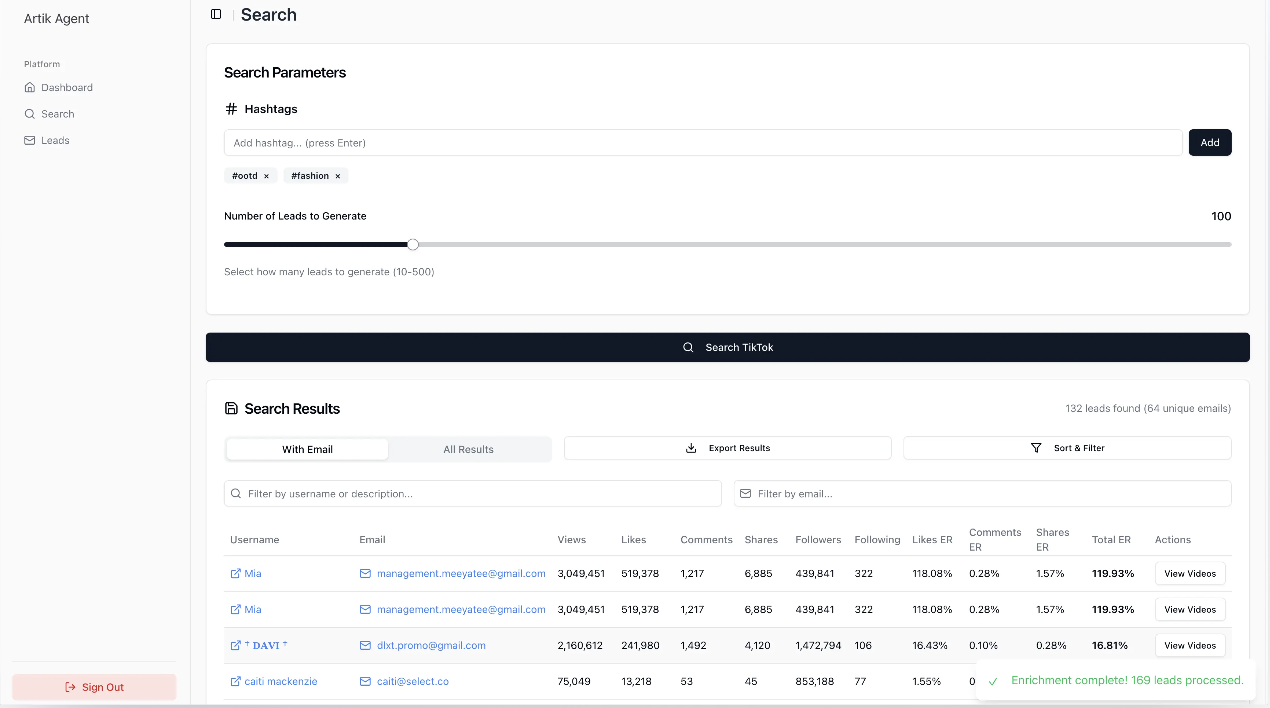 Artik Agent
Search
Platform
Dashboard
Search
Leads
Search Parameters
Hashtags
Add hashtag... (press Enter)
Add
#ootd × #fashion ×
Number of Leads to Generate 100
Select how many leads to generate (10-500)
Search TikTok
Search Results 132 leads found (64 unique emails)
With Email All Results Export Results Sort & Filter
Filter by username or description... Filter by email...
Username Email Views Likes Comments Shares Followers Following Likes ER Comments ER Shares ER Total ER Actions
Mia management.meeyatee@gmail.com 3,049,451 519,378 1,217 6,885 439,841 322 118.08% 0.28% 1.57% 119.93% View Videos
Mia management.meeyatee@gmail.com 3,049,451 519,378 1,217 6,885 439,841 322 118.08% 0.28% 1.57% 119.93% View Videos
† DAVI † dlxt.promo@gmail.com 2,160,612 241,980 1,492 4,120 1,472,794 106 16.43% 0.10% 0.28% 16.81% View Videos
caiti mackenzie caiti@select.co 75,049 13,218 53 45 853,188 77 1.55%
Enrichment complete! 169 leads processed.
Sign Out